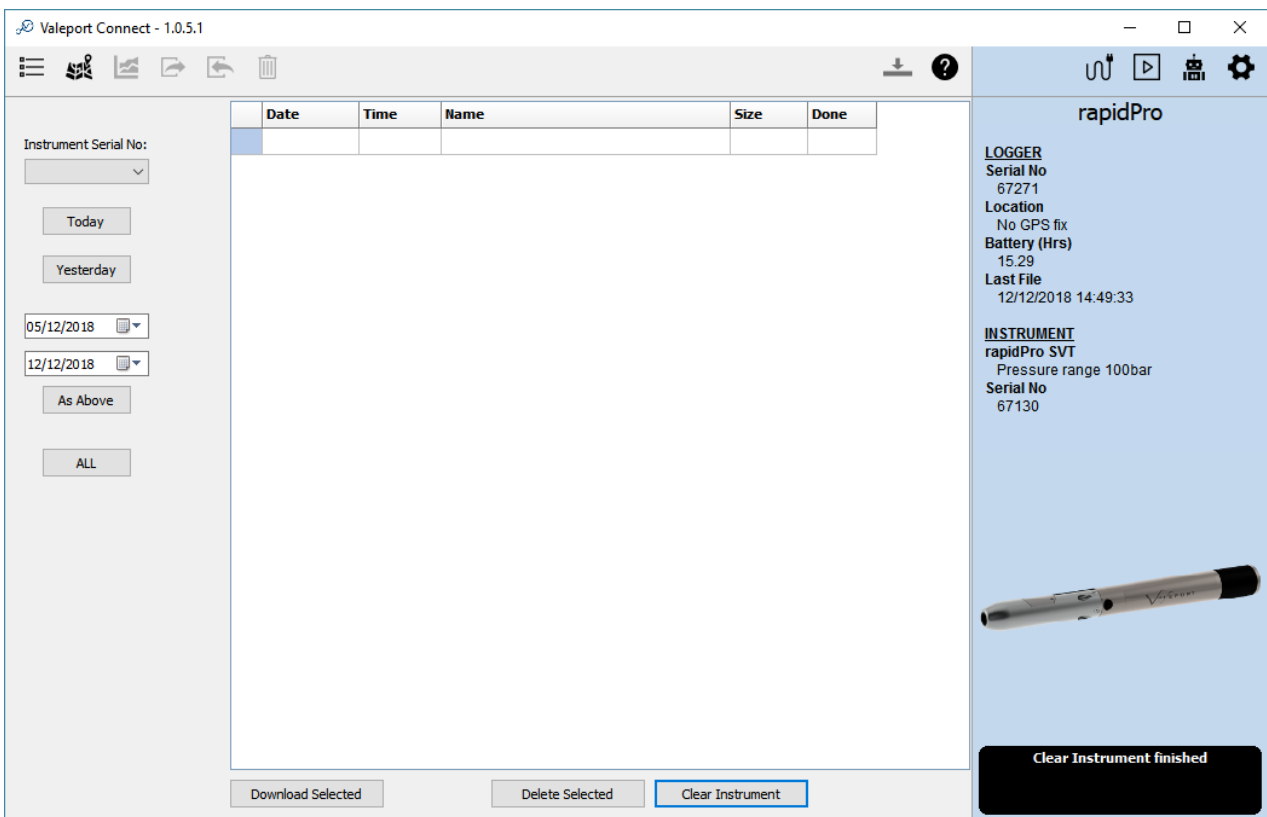 Valeport Connect - 1.0.5.1
rapidPro
Instrument Serial No:
Today
Yesterday
05/12/2018
12/12/2018
As Above
ALL
Date Time Name Size Done
LOGGER
Serial No
67271
Location
No GPS fix
Battery (Hrs)
15.29
Last File
12/12/2018 14:49:33
INSTRUMENT
rapidPro SVT
Pressure range 100bar
Serial No
67130
VALEPORT
Clear Instrument finished
Download Selected Delete Selected Clear Instrument